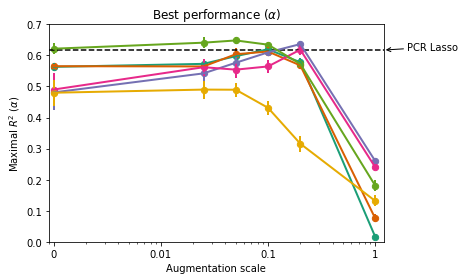 Best performance (α)
Maximal R² (α)
0.7
0.6
0.5
0.4
0.3
0.2
0.1
0.0
PCR Lasso
0 0.01 0.1 1
Augmentation scale